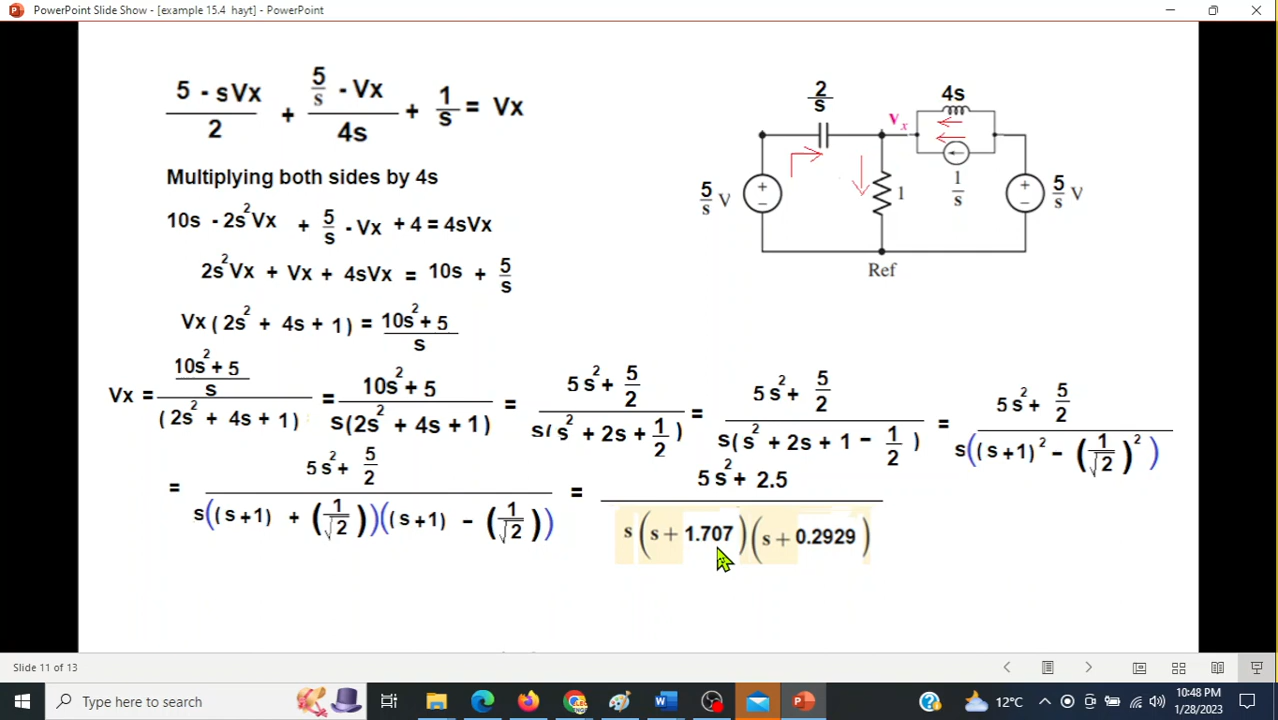 PowerPoint Slide Show - [example 15.4 hayt] - PowerPoint
(5 - sVx)/2 + (5/s - Vx)/4s + 1/s = Vx
Multiplying both sides by 4s
10s - 2s²Vx + 5/s - Vx + 4 = 4sVx
2s²Vx + Vx + 4sVx = 10s + 5/s
Vx ( 2s² + 4s + 1) = (10s² + 5)/s
Vx = ((10s² + 5)/s)/(2s² + 4s + 1) = (10s² + 5)/(s(2s² + 4s + 1)) = (5s² + 5/2)/(s(s² + 2s + 1/2)) = (5s² + 5/2)/(s(s² + 2s + 1 - 1/2)) = (5s² + 5/2)/(s((s+1)² - (1/√2)²))
= (5s² + 5/2)/(s((s+1) + (1/√2))((s+1) - (1/√2))) = (5s² + 2.5)/(s(s + 1.707)(s + 0.2929))
2/s
4s
Vx
5/s V
1
1/s
5/s V
Ref
Slide 11 of 13
Type here to search
12°C
10:48 PM
1/28/2023